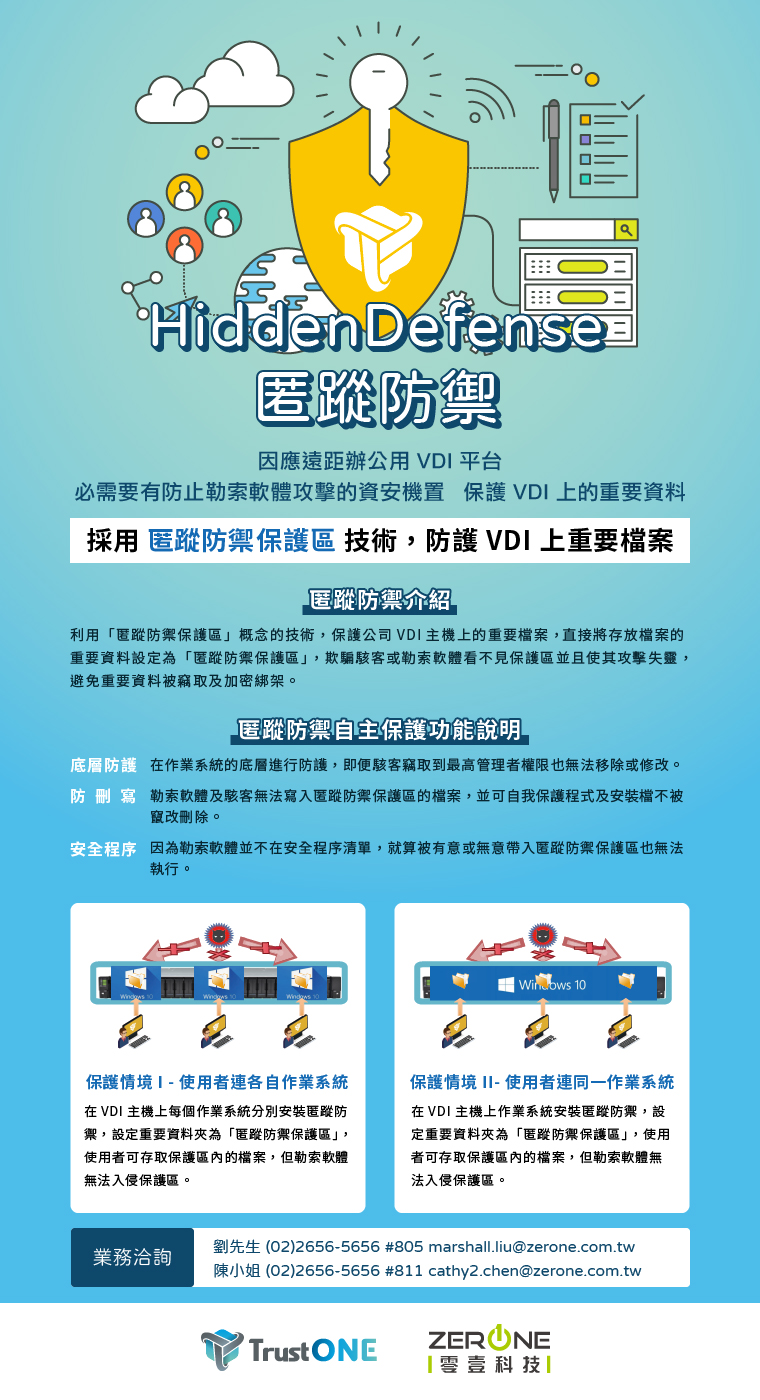 HiddenDefense
匿蹤防禦
因應遠距辦公用 VDI 平台
必需要有防止勒索軟體攻擊的資安機置 保護 VDI 上的重要資料
採用 匿蹤防禦保護區 技術，防護 VDI 上重要檔案
匿蹤防禦介紹
利用「匿蹤防禦保護區」概念的技術，保護公司 VDI 主機上的重要檔案，直接將存放檔案的
重要資料設定為「匿蹤防禦保護區」，欺騙駭客或勒索軟體看不見保護區並且使其攻擊失靈，
避免重要資料被竊取及加密綁架。
匿蹤防禦自主保護功能說明
底層防護 在作業系統的底層進行防護，即便駭客竊取到最高管理者權限也無法移除或修改。
防刪寫 勒索軟體及駭客無法寫入匿蹤防禦保護區的檔案，並可自我保護程式及安裝檔不被
竄改刪除。
安全程序 因為勒索軟體並不在安全程序清單，就算被有意或無意帶入匿蹤防禦保護區也無法
執行。
Windows 10 Windows 10 Windows 10
保護情境 I - 使用者連各自作業系統
在 VDI 主機上每個作業系統分別安裝匿蹤防
禦，設定重要資料夾為「匿蹤防禦保護區」，
使用者可存取保護區內的檔案，但勒索軟體
無法入侵保護區。
Windows 10
保護情境 II- 使用者連同一作業系統
在 VDI 主機上作業系統安裝匿蹤防禦，設
定重要資料夾為「匿蹤防禦保護區」，使用
者可存取保護區內的檔案，但勒索軟體無
法入侵保護區。
業務洽詢
劉先生 (02)2656-5656 #805 marshall.liu@zerone.com.tw
陳小姐 (02)2656-5656 #811 cathy2.chen@zerone.com.tw
TrustONE
ZERONE
零壹科技